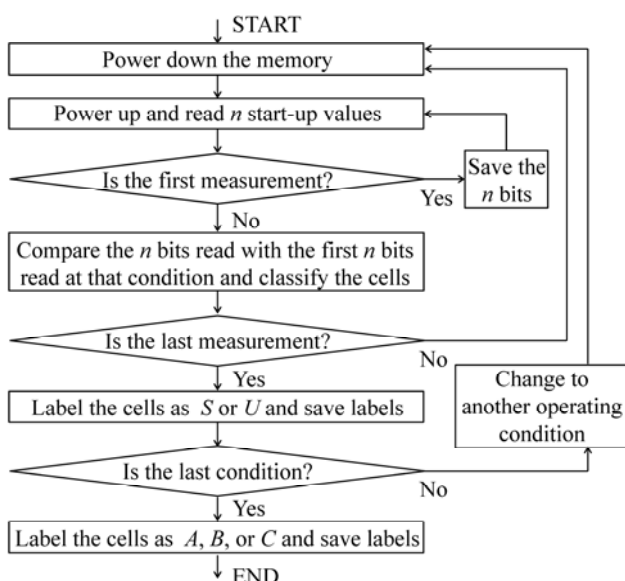 START
Power down the memory
Power up and read n start-up values
Is the first measurement?
Yes
Save the
n bits
No
Compare the n bits read with the first n bits
read at that condition and classify the cells
Is the last measurement?
No
Yes
Label the cells as S or U and save labels
Change to
another operating
condition
Is the last condition?
No
Yes
Label the cells as A, B, or C and save labels
END